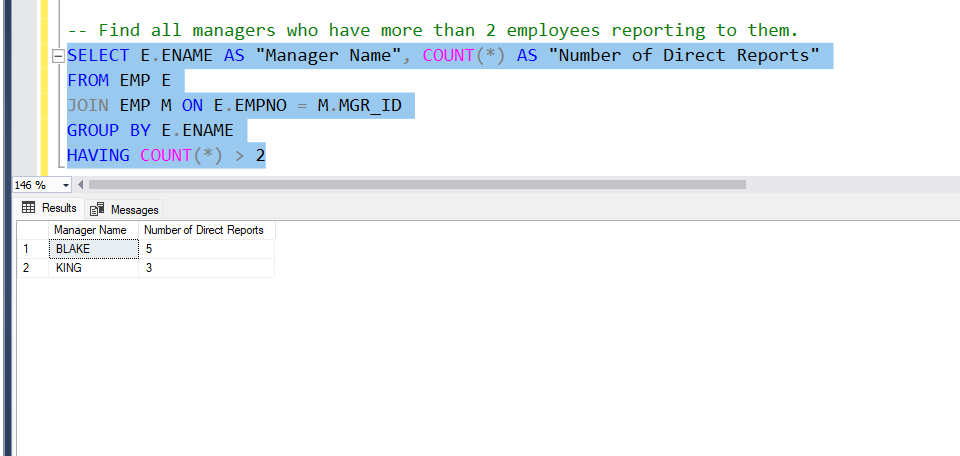 -- Find all managers who have more than 2 employees reporting to them.
SELECT E.ENAME AS "Manager Name", COUNT(*) AS "Number of Direct Reports"
FROM EMP E
JOIN EMP M ON E.EMPNO = M.MGR_ID
GROUP BY E.ENAME
HAVING COUNT(*) > 2
146 %
Results Messages
Manager Name Number of Direct Reports
1 BLAKE 5
2 KING 3